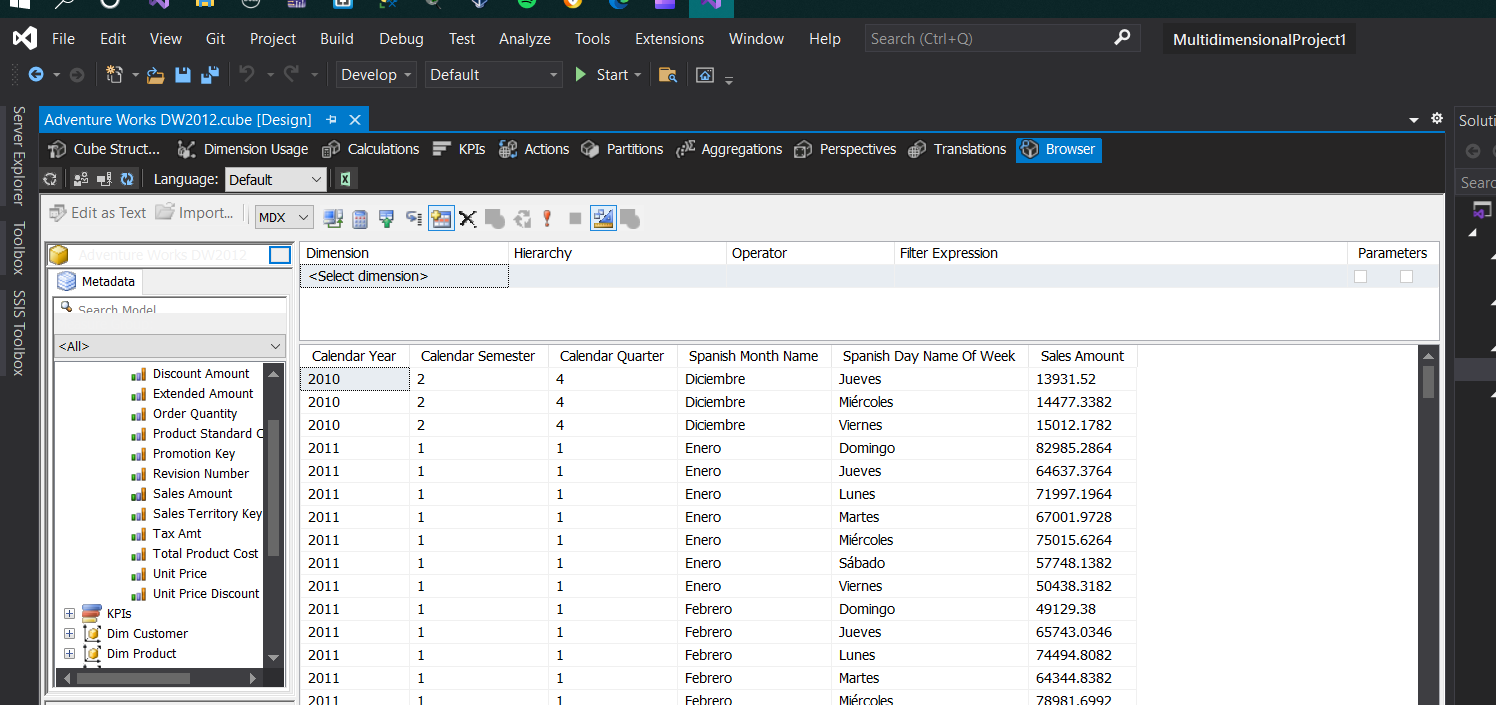 File Edit View Git Project Build Debug Test Analyze Tools Extensions Window Help Search (Ctrl+Q) MultidimensionalProject1
Develop Default Start
Server Explorer
Toolbox
SSIS Toolbox
Adventure Works DW2012.cube [Design]
Cube Struct... Dimension Usage Calculations KPIs Actions Partitions Aggregations Perspectives Translations Browser
Language: Default
Edit as Text Import... MDX
Adventure Works DW2012
Metadata
Search Model
<All>
Discount Amount
Extended Amount
Order Quantity
Product Standard C
Promotion Key
Revision Number
Sales Amount
Sales Territory Key
Tax Amt
Total Product Cost
Unit Price
Unit Price Discount
KPIs
Dim Customer
Dim Product
Dimension Hierarchy Operator Filter Expression Parameters
<Select dimension>
Calendar Year Calendar Semester Calendar Quarter Spanish Month Name Spanish Day Name Of Week Sales Amount
2010 2 4 Diciembre Jueves 13931.52
2010 2 4 Diciembre Miércoles 14477.3382
2010 2 4 Diciembre Viernes 15012.1782
2011 1 1 Enero Domingo 82985.2864
2011 1 1 Enero Jueves 64637.3764
2011 1 1 Enero Lunes 71997.1964
2011 1 1 Enero Martes 67001.9728
2011 1 1 Enero Miércoles 75015.6264
2011 1 1 Enero Sábado 57748.1382
2011 1 1 Enero Viernes 50438.3182
2011 1 1 Febrero Domingo 49129.38
2011 1 1 Febrero Jueves 65743.0346
2011 1 1 Febrero Lunes 74494.8082
2011 1 1 Febrero Martes 64344.8382
2011 1 1 Febrero Miércoles 78981.6992
Soluti
Searc